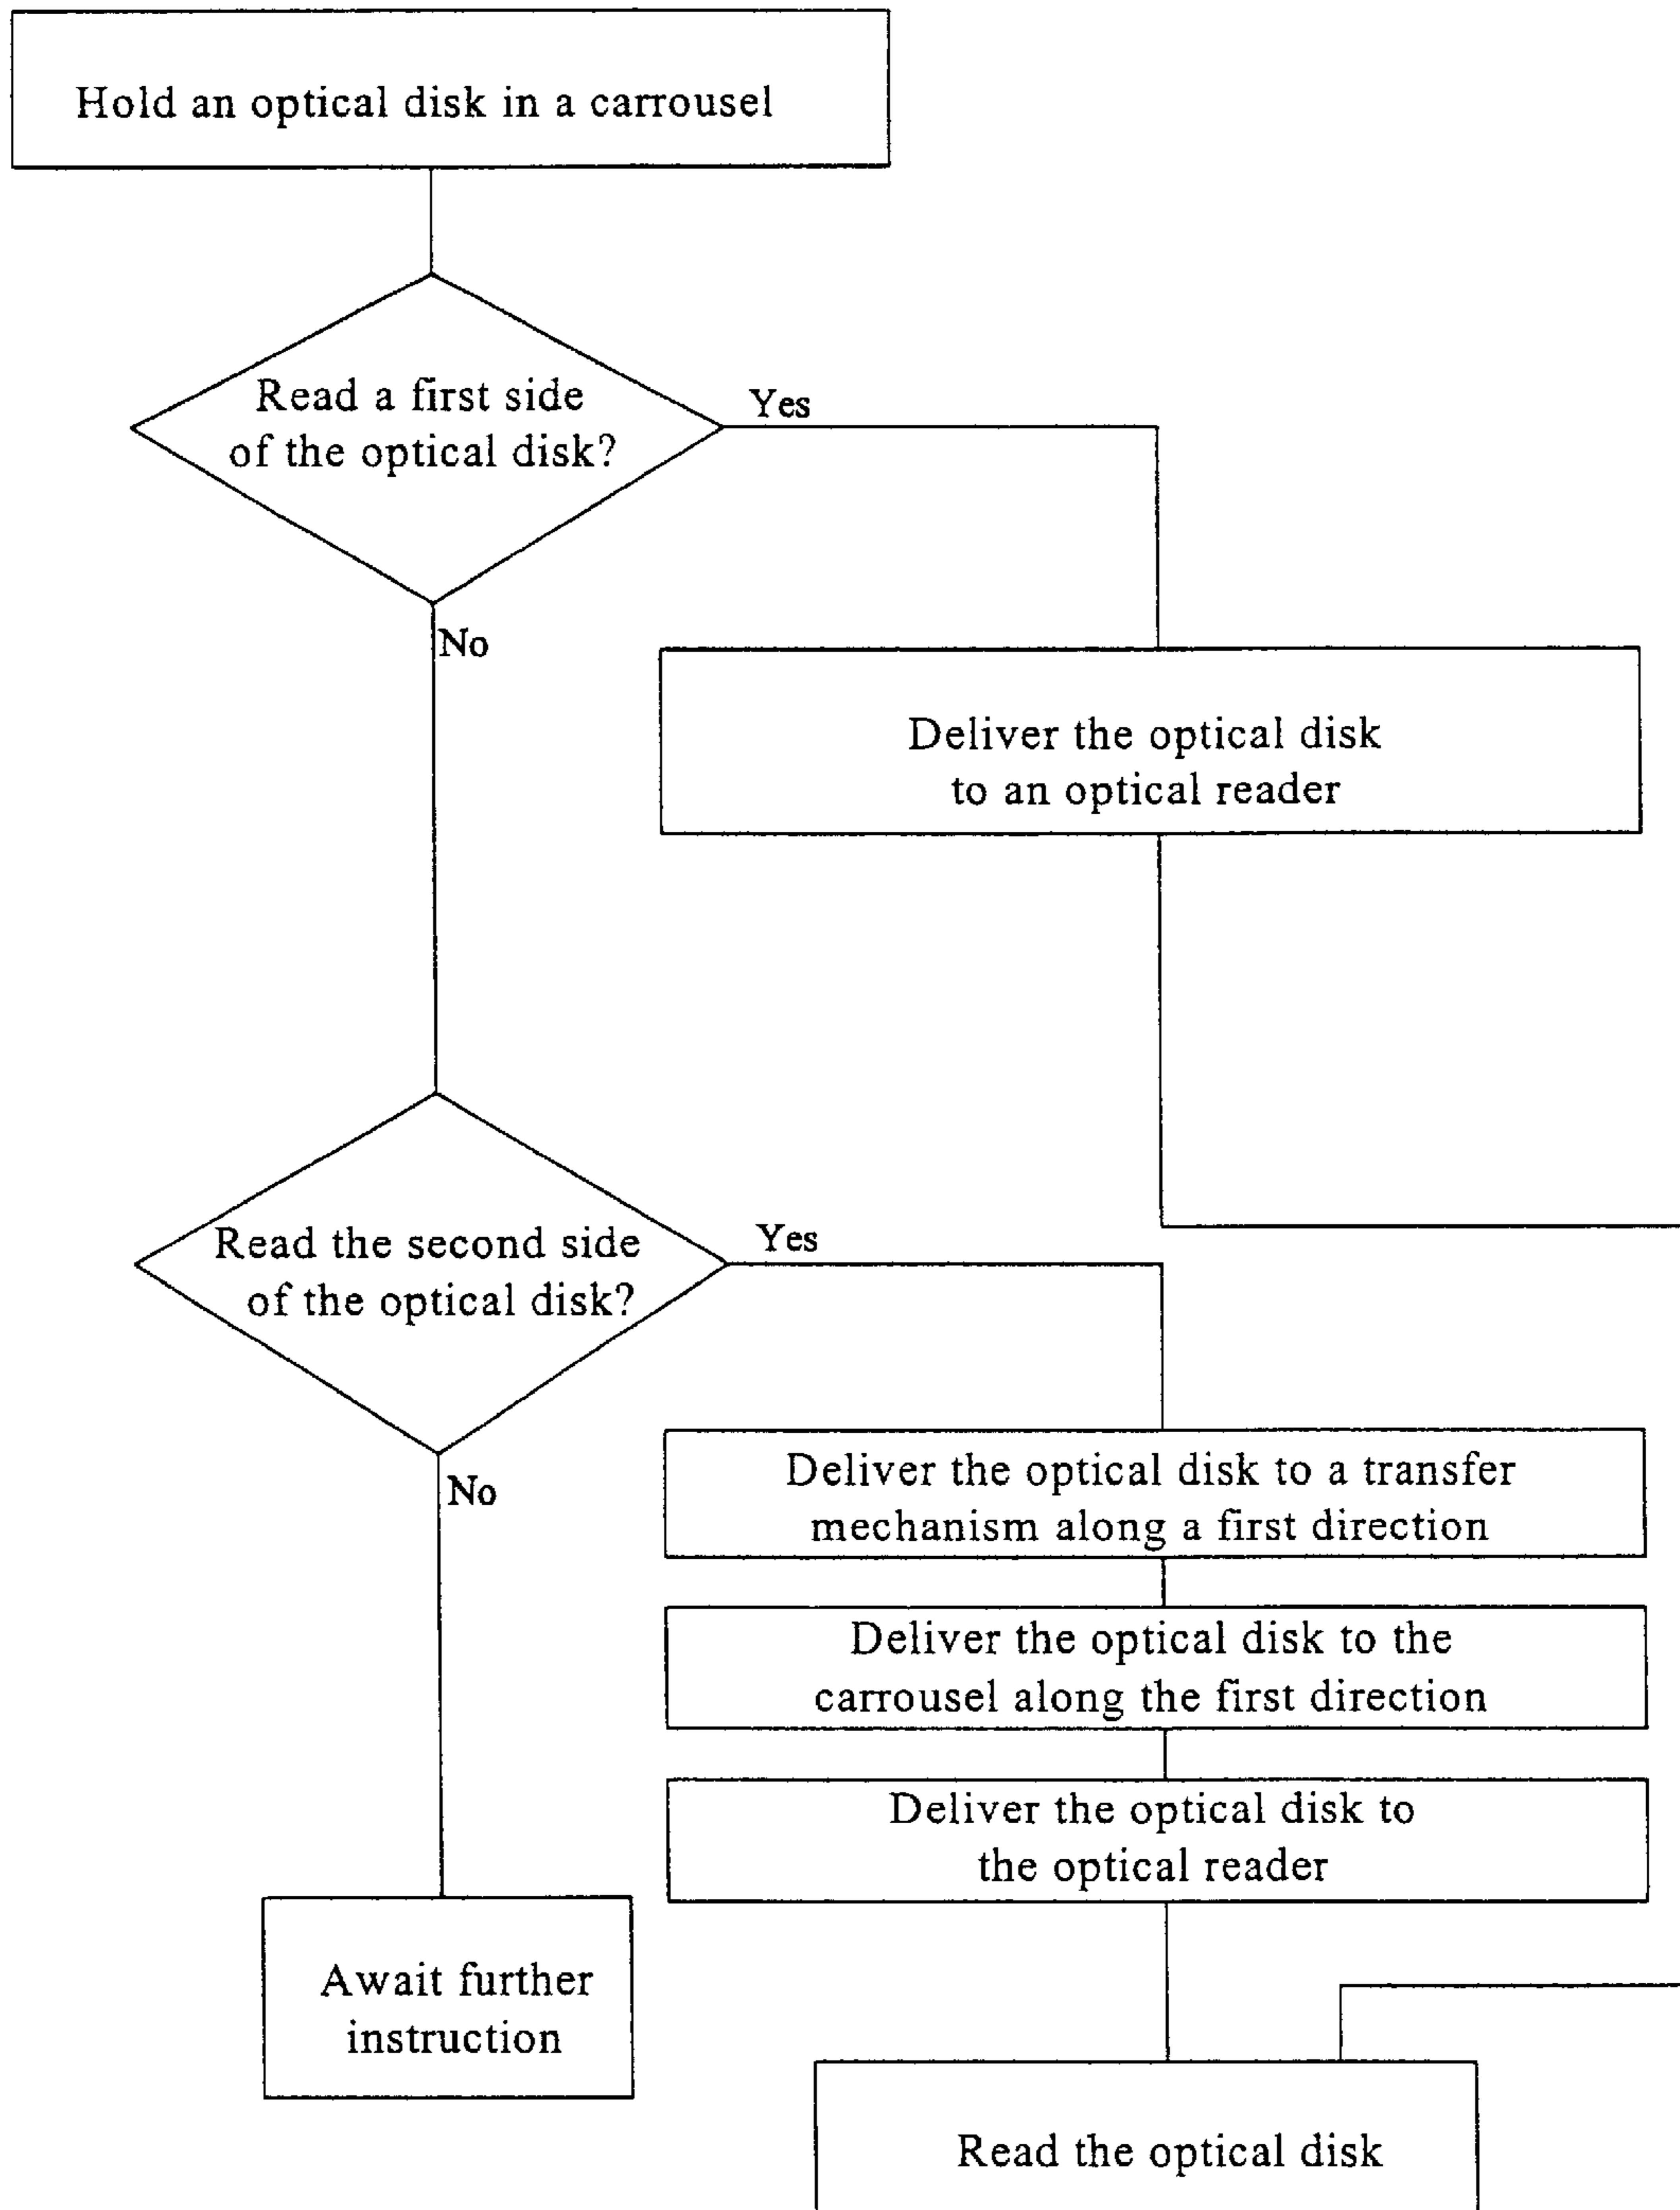 Hold an optical disk in a carrousel
Read a first side
of the optical disk?
Yes
No
Deliver the optical disk
to an optical reader
Read the second side
of the optical disk?
Yes
No
Deliver the optical disk to a transfer
mechanism along a first direction
Deliver the optical disk to the
carrousel along the first direction
Deliver the optical disk to
the optical reader
Await further
instruction
Read the optical disk